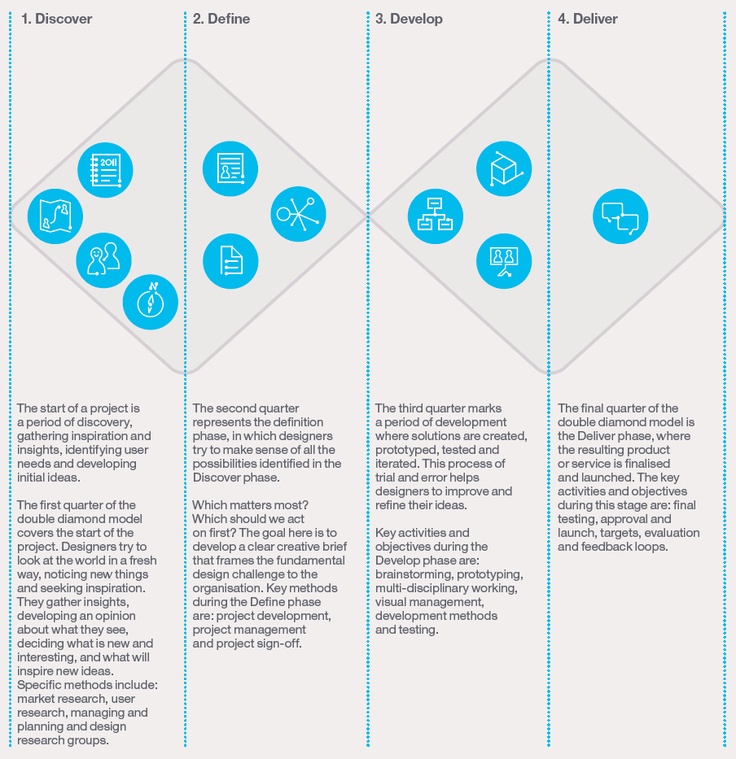 1. Discover
2. Define
3. Develop
4. Deliver
2011
N
The start of a project is
a period of discovery,
gathering inspiration and
insights, identifying user
needs and developing
initial ideas.
The first quarter of the
double diamond model
covers the start of the
project. Designers try to
look at the world in a fresh
way, noticing new things
and seeking inspiration.
They gather insights,
developing an opinion
about what they see,
deciding what is new and
interesting, and what will
inspire new ideas.
Specific methods include:
market research, user
research, managing and
planning and design
research groups.
The second quarter
represents the definition
phase, in which designers
try to make sense of all the
possibilities identified in the
Discover phase.
Which matters most?
Which should we act
on first? The goal here is to
develop a clear creative brief
that frames the fundamental
design challenge to the
organisation. Key methods
during the Define phase
are: project development,
project management
and project sign-off.
The third quarter marks
a period of development
where solutions are created,
prototyped, tested and
iterated. This process of
trial and error helps
designers to improve and
refine their ideas.
Key activities and
objectives during the
Develop phase are:
brainstorming, prototyping,
multi-disciplinary working,
visual management,
development methods
and testing.
The final quarter of the
double diamond model is
the Deliver phase, where
the resulting product
or service is finalised
and launched. The key
activities and objectives
during this stage are: final
testing, approval and
launch, targets, evaluation
and feedback loops.